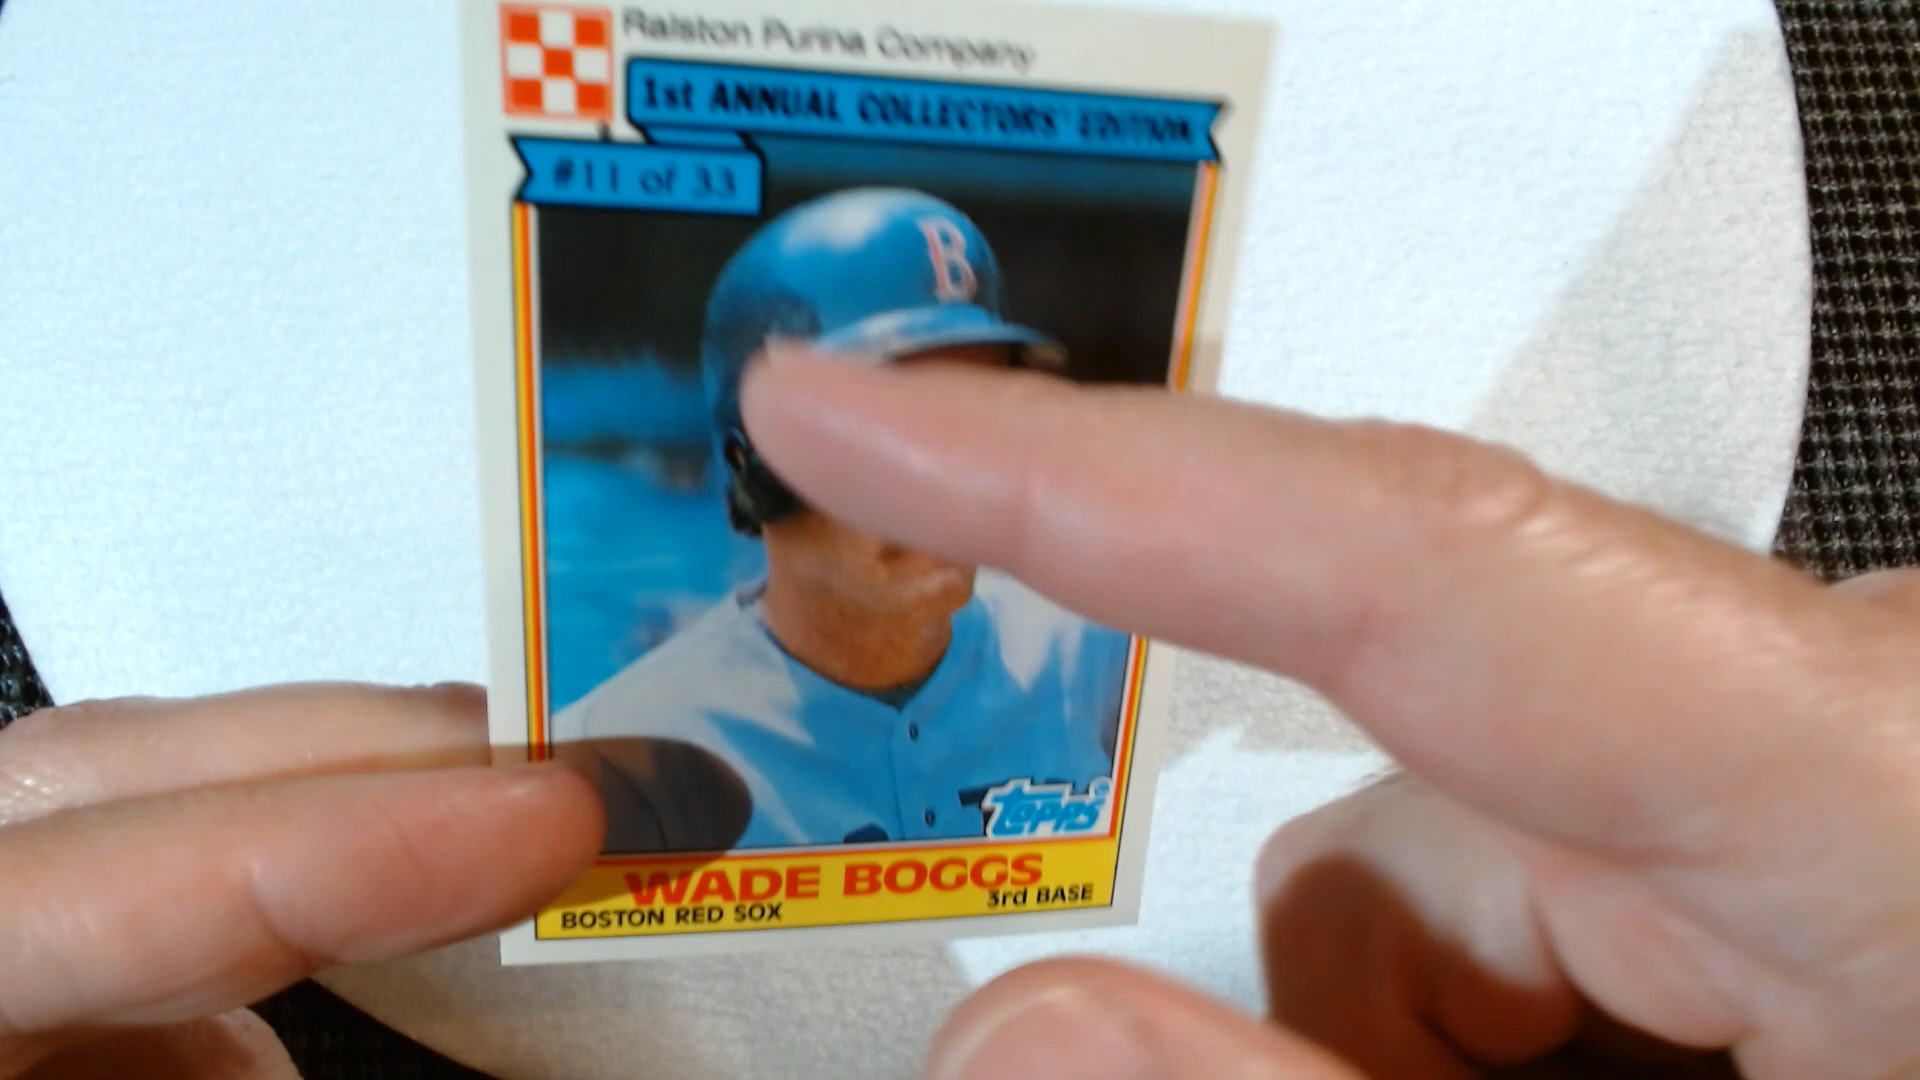 Ralston Purina Company
1st ANNUAL COLLECTORS' EDITION
#11 of 33
B
topps
WADE BOGGS
3rd BASE
BOSTON RED SOX